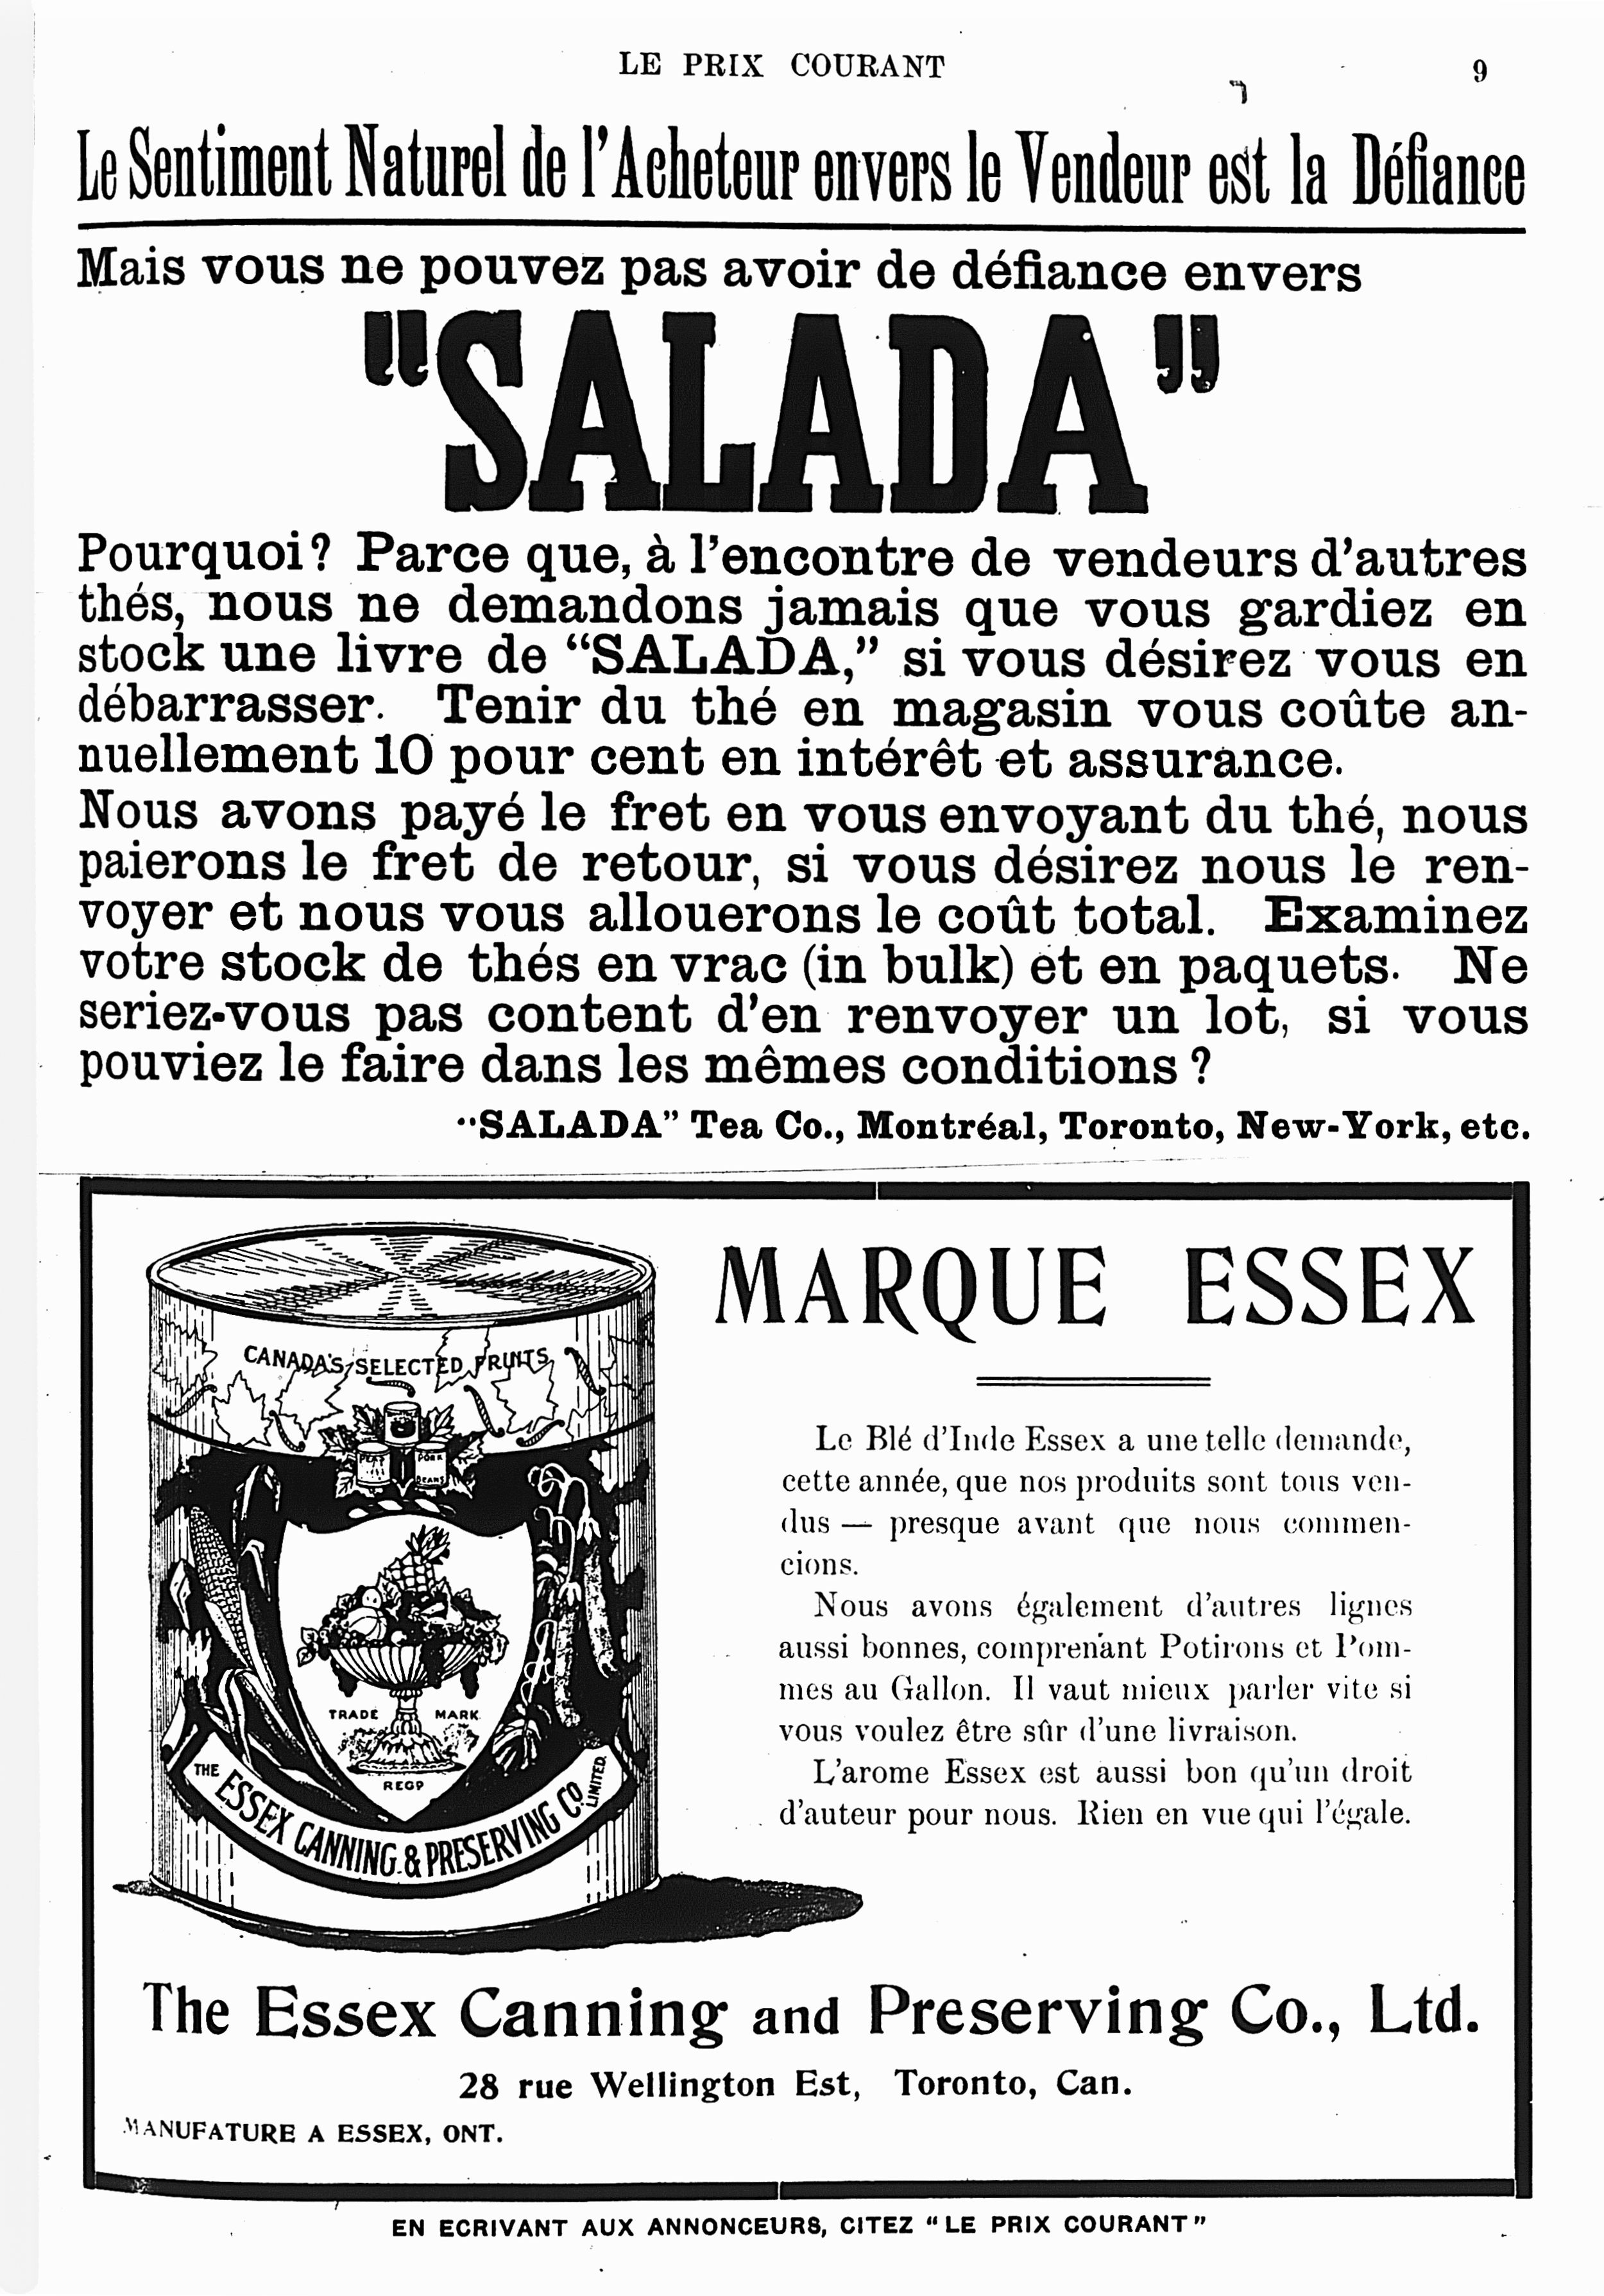 LE PRIX COURANT
9
Le Sentiment Naturel de l'Acheteur envers le Vendeur est la Défiance
Mais vous ne pouvez pas avoir de défiance envers
"SALADA"
Pourquoi? Parce que, à l'encontre de vendeurs d'autres
thés, nous ne demandons jamais que vous gardiez en
stock une livre de "SALADA," si vous désirez vous en
débarrasser. Tenir du thé en magasin vous coûte an-
nuellement 10 pour cent en intérêt et assurance.
Nous avons payé le fret en vous envoyant du thé, nous
paierons le fret de retour, si vous désirez nous le ren-
voyer et nous vous allouerons le coût total. Examinez
votre stock de thés en vrac (in bulk) et en paquets. Ne
seriez-vous pas content d'en renvoyer un lot, si vous
pouviez le faire dans les mêmes conditions ?
"SALADA" Tea Co., Montréal, Toronto, New-York, etc.
CANADA'S SELECTED FRUITS
PEAS
PORK
BEANS
TRADE MARK
REGD
THE ESSEX CANNING & PRESERVING CO. LIMITED.
MARQUE ESSEX
Le Blé d'Inde Essex a une telle demande,
cette année, que nos produits sont tous ven-
dus — presque avant que nous commen-
cions.
Nous avons également d'autres lignes
aussi bonnes, comprenant Potirons et Pom-
mes au Gallon. Il vaut mieux parler vite si
vous voulez être sûr d'une livraison.
L'arome Essex est aussi bon qu'un droit
d'auteur pour nous. Rien en vue qui l'égale.
The Essex Canning and Preserving Co., Ltd.
28 rue Wellington Est, Toronto, Can.
MANUFATURE A ESSEX, ONT.
EN ECRIVANT AUX ANNONCEURS, CITEZ "LE PRIX COURANT"